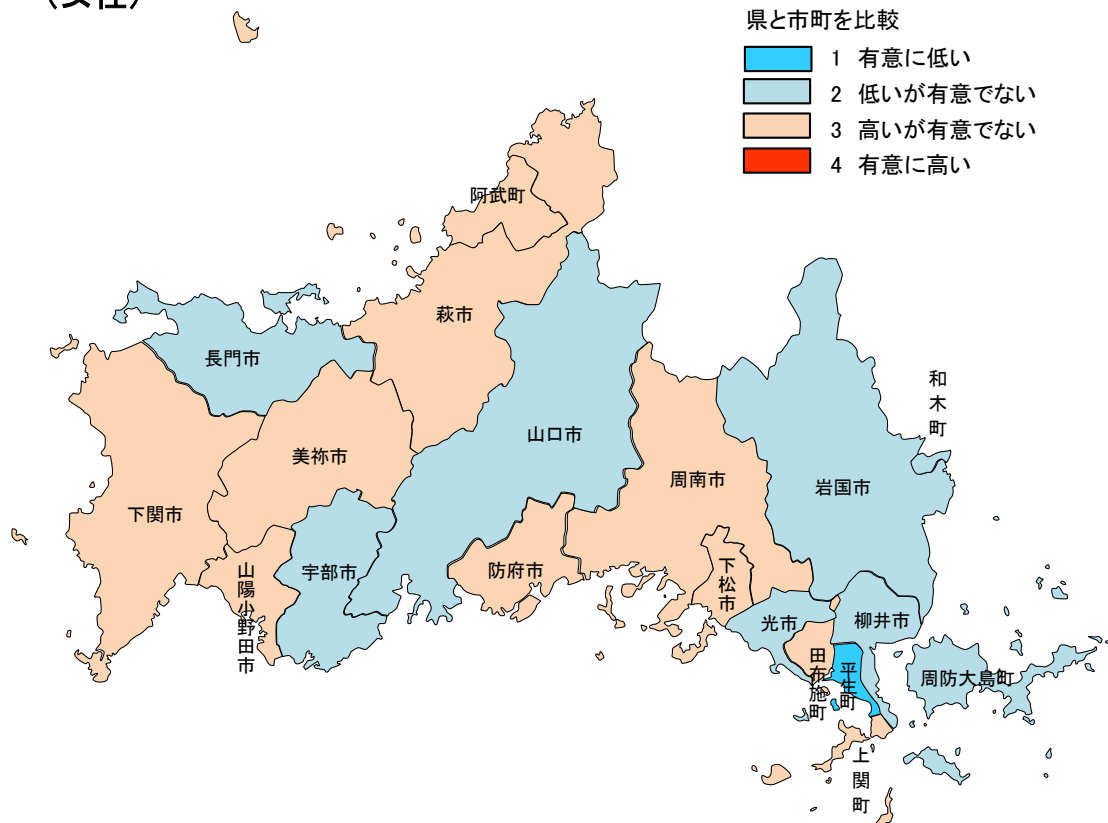 （女性）
県と市町を比較
1 有意に低い
2 低いが有意でない
3 高いが有意でない
4 有意に高い
阿武町
萩市
長門市
和木町
山口市
美祢市
周南市
岩国市
下関市
宇部市
防府市
山陽小野田市
下松市
光市
柳井市
田布施町
平生町
周防大島町
上関町